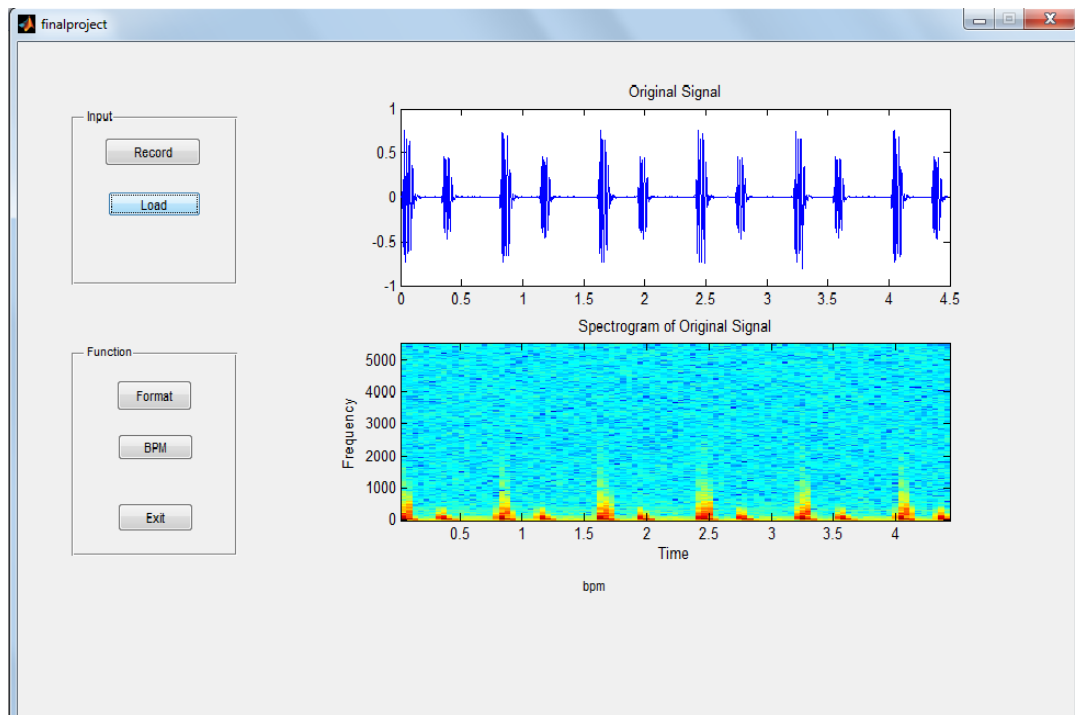 finalproject
Input
Record
Load
Function
Format
BPM
Exit
Original Signal
1
0.5
0
-0.5
-1
0 0.5 1 1.5 2 2.5 3 3.5 4 4.5
Spectrogram of Original Signal
5000
4000
3000
2000
1000
0
Frequency
0.5 1 1.5 2 2.5 3 3.5 4
Time
bpm